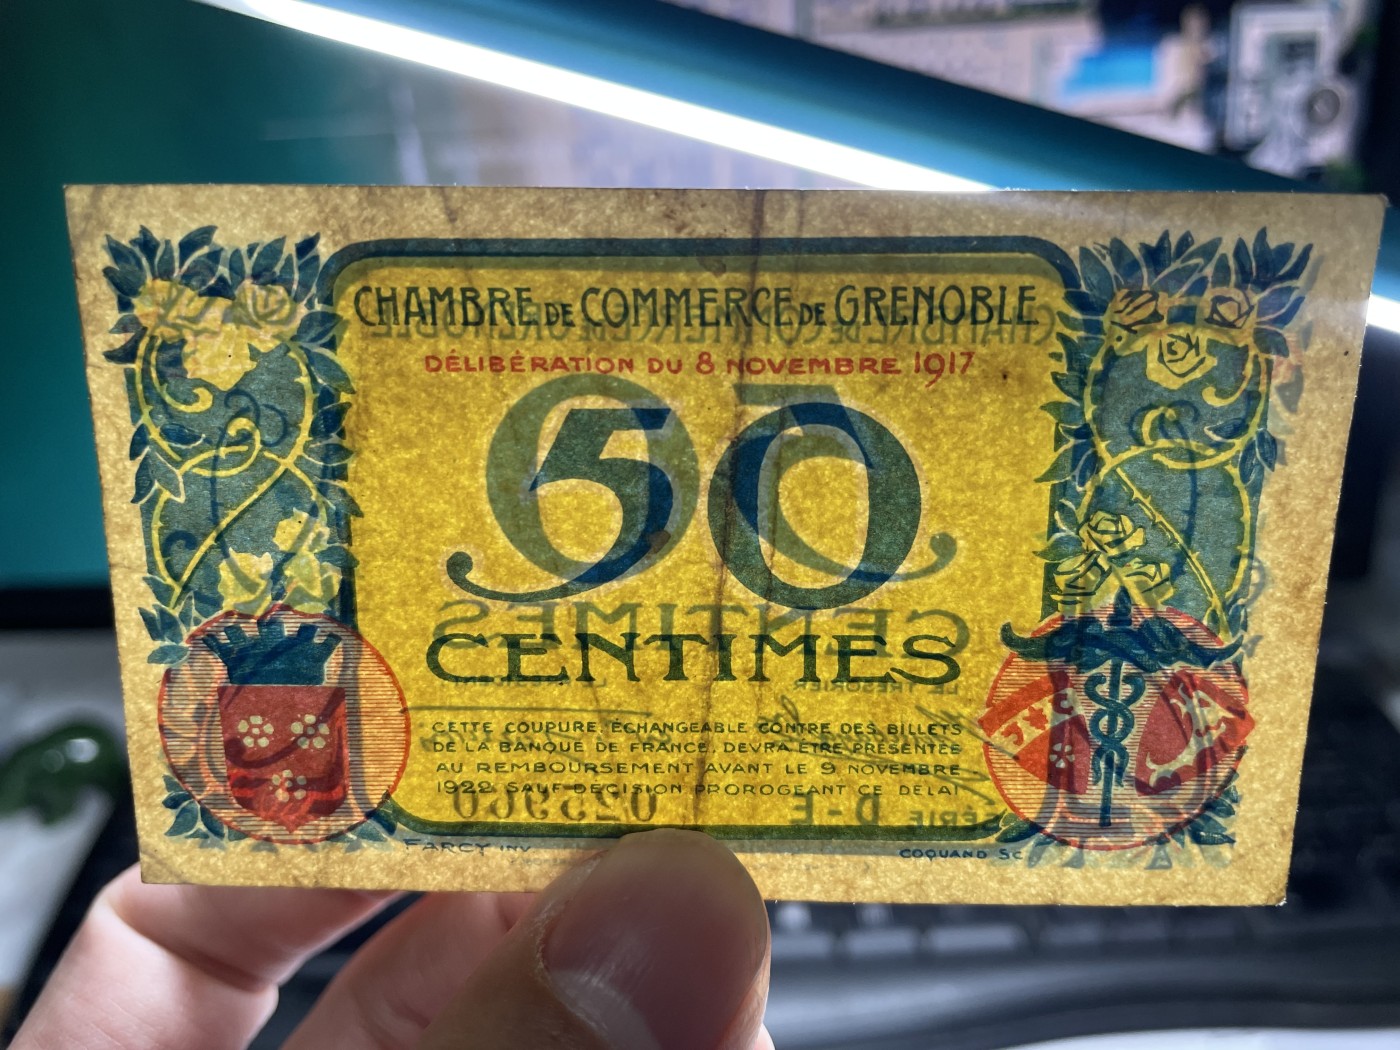 CHAMBRE DE COMMERCE DE GRENOBLE
DÉLIBÉRATION DU 8 NOVEMBRE 1917
50
CENTIMES
CETTE COUPURE, ÉCHANGEABLE CONTRE DES BILLETS
DE LA BANQUE DE FRANCE, DEVRA ÊTRE PRÉSENTÉE
AU REMBOURSEMENT AVANT LE 9 NOVEMBRE
1922 SAUF DÉCISION PROROGEANT CE DÉLAI
FARCY INV
COQUAND SC